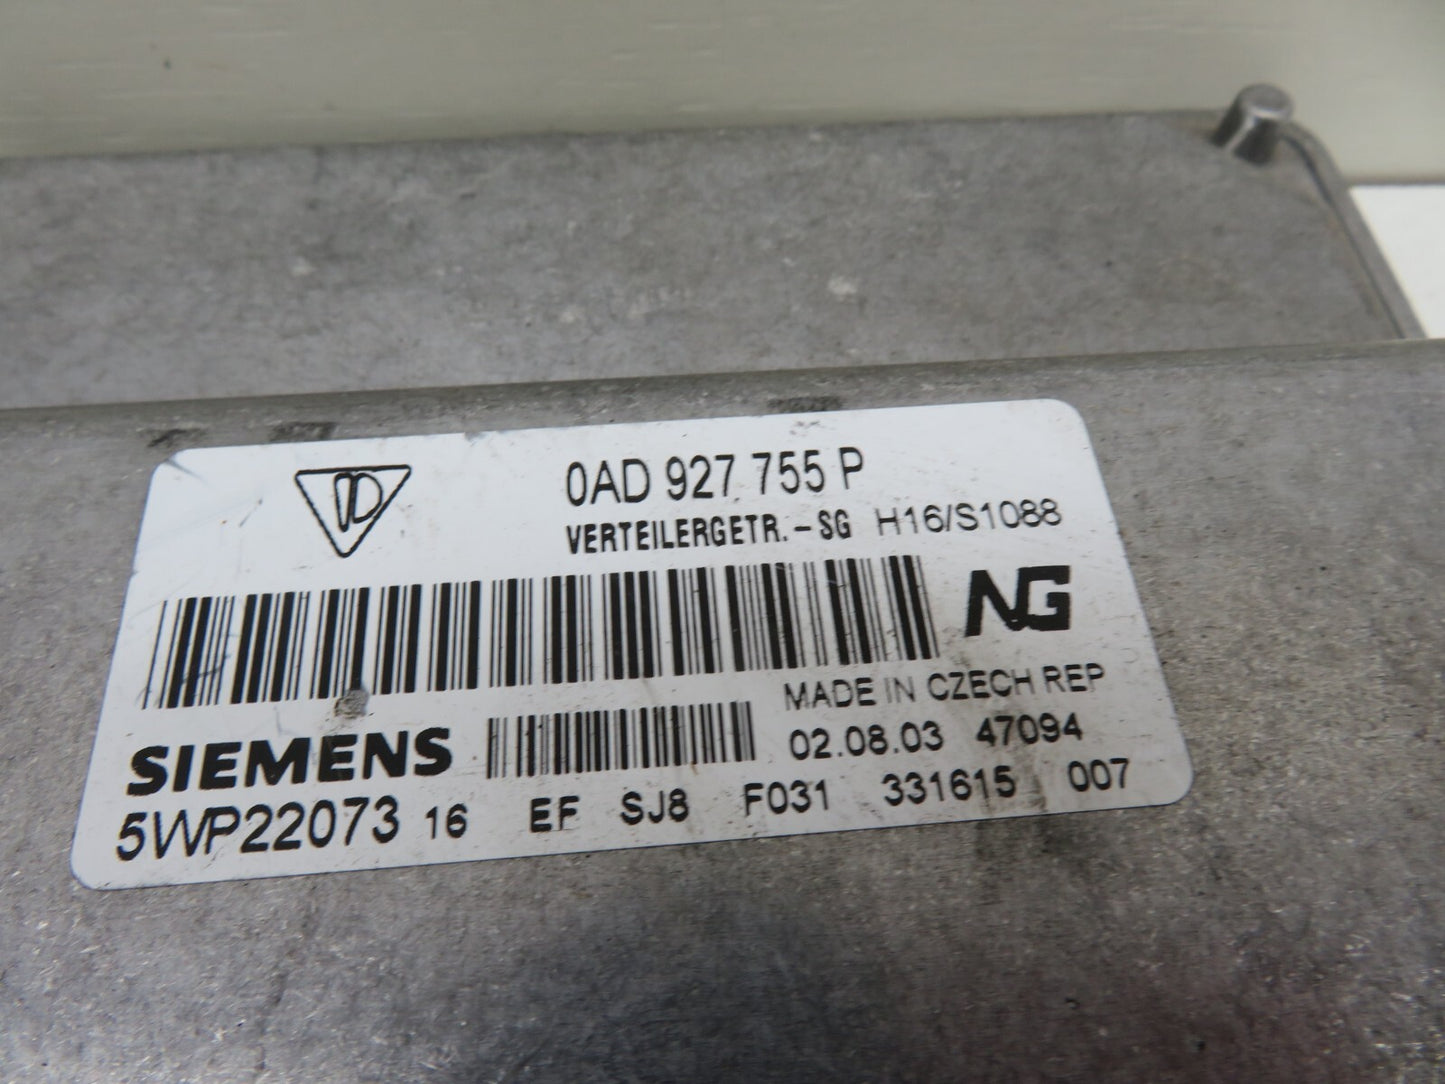 0AD 927 755 P
VERTEILERGETR. - SG H16/S1088
NG
MADE IN CZECH REP
SIEMENS 02.08.03 47094
5WP22073 16 EF SJ8 F031 331615 007